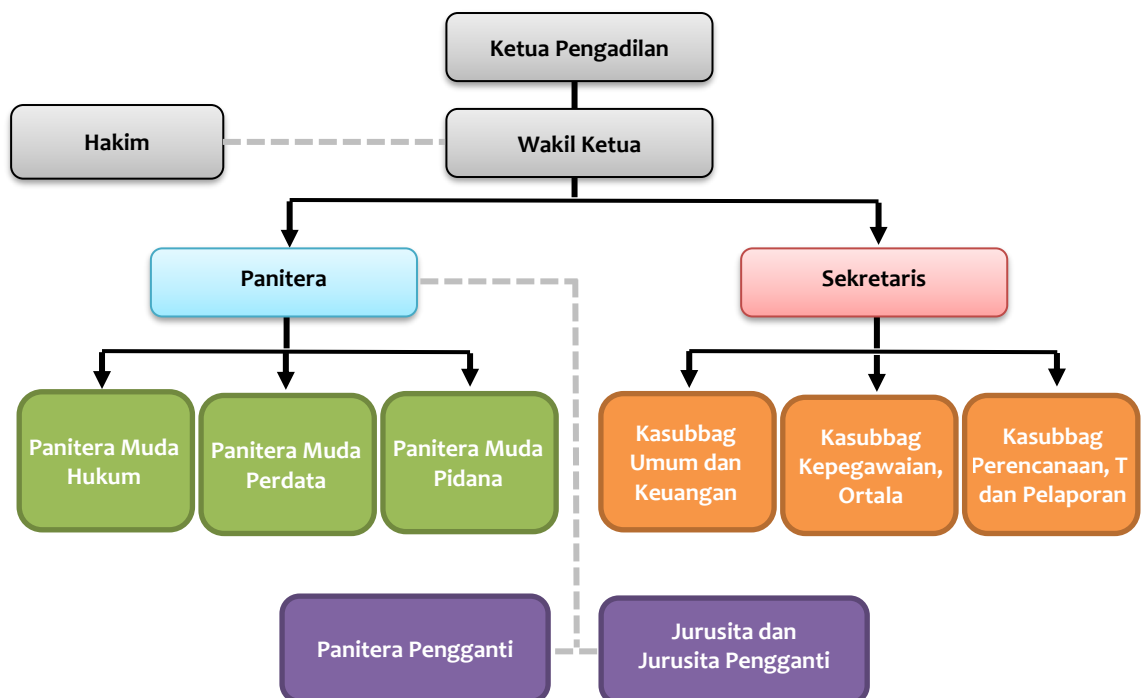 Ketua Pengadilan
Hakim
Wakil Ketua
Panitera
Sekretaris
Panitera Muda
Hukum
Panitera Muda
Perdata
Panitera Muda
Pidana
Kasubbag
Umum dan
Keuangan
Kasubbag
Kepegawaian,
Ortala
Kasubbag
Perencanaan, T
dan Pelaporan
Panitera Pengganti
Jurusita dan
Jurusita Pengganti